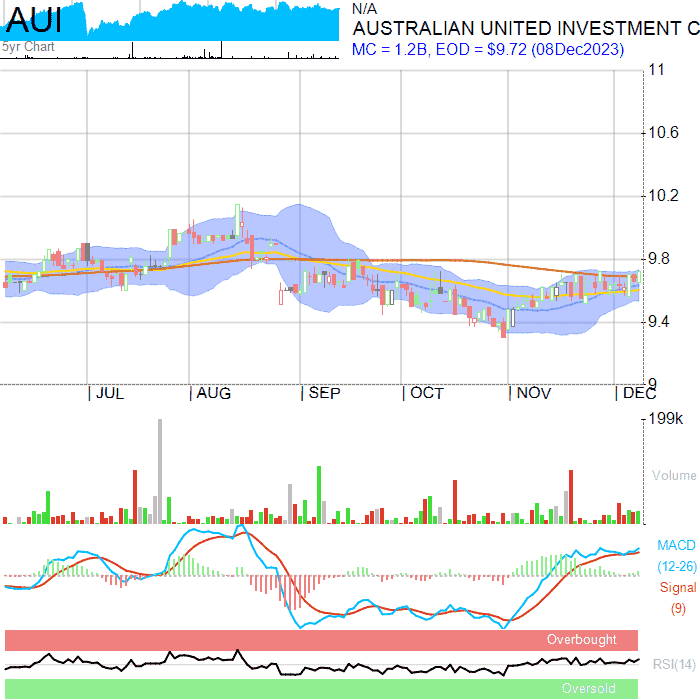 AUI
5yr Chart
N/A
AUSTRALIAN UNITED INVESTMENT C
MC = 1.2B, EOD = $9.72 (08Dec2023)
11
10.6
10.2
9.8
9.4
9
| JUL | AUG | SEP | OCT | NOV | DEC
199k
Volume
MACD
(12-26)
Signal
(9)
Overbought
RSI(14)
Oversold